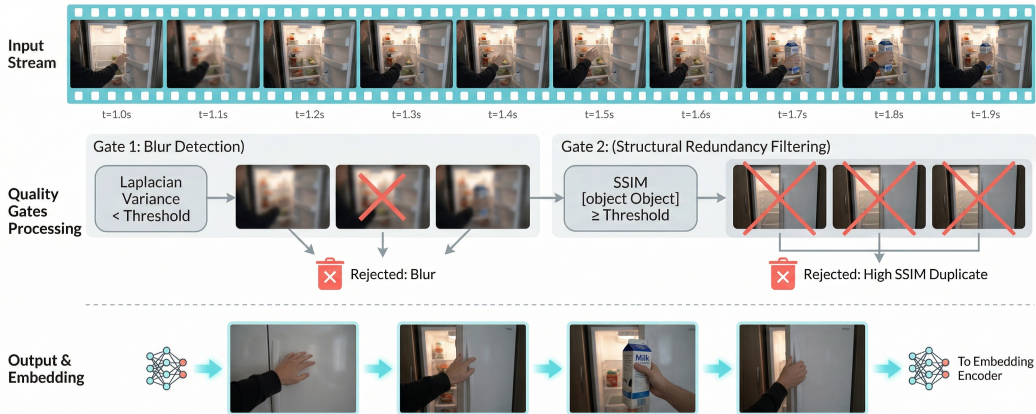 Input
Stream
t=1.0s
t=1.1s
t=1.2s
t=1.3s
t=1.4s
t=1.5s
t=1.6s
t=1.7s
t=1.8s
t=1.9s
Gate 1: Blur Detection)
Gate 2: (Structural Redundancy Filtering)
Quality
Gates
Processing
Laplacian
Variance
< Threshold
SSIM
[object Object]
≥ Threshold
Rejected: Blur
Rejected: High SSIM Duplicate
Output &
Embedding
Milk
To Embedding
Encoder